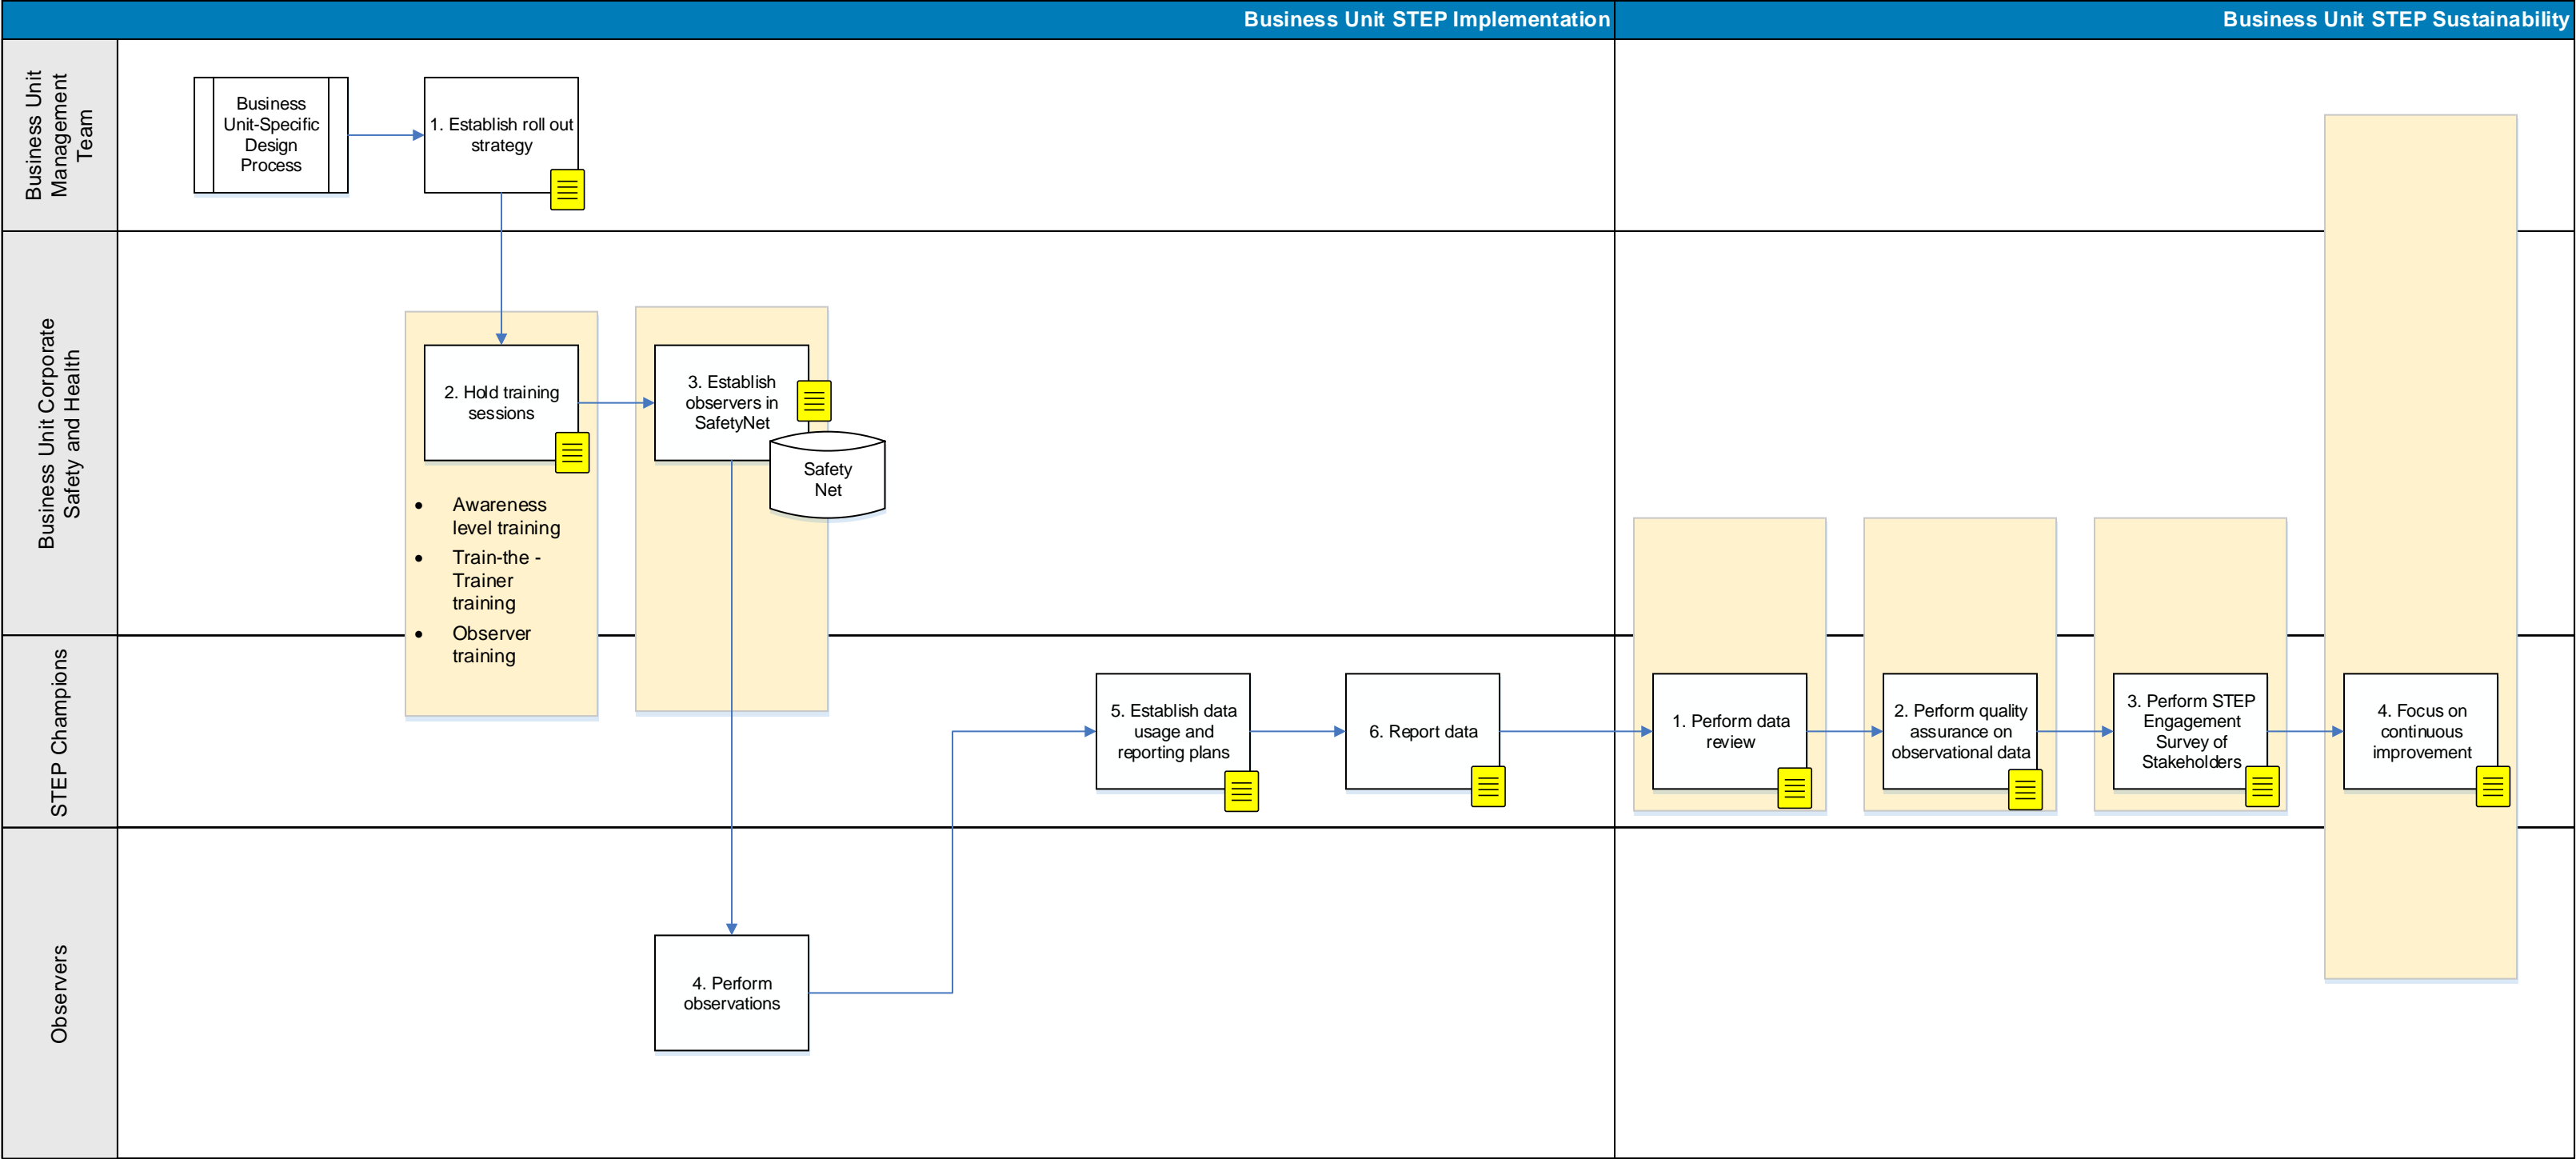 Business Unit STEP Implementation
Business Unit STEP Sustainability
Business Unit
Management
Team
Business
Unit-Specific
Design
Process
1. Establish roll out
strategy
Business Unit Corporate
Safety and Health
2. Hold training
sessions
• Awareness
level training
• Train-the -
Trainer
training
• Observer
training
3. Establish
observers in
SafetyNet
Safety
Net
STEP Champions
5. Establish data
usage and
reporting plans
6. Report data
1. Perform data
review
2. Perform quality
assurance on
observational data
3. Perform STEP
Engagement
Survey of
Stakeholders
4. Focus on
continuous
improvement
Observers
4. Perform
observations